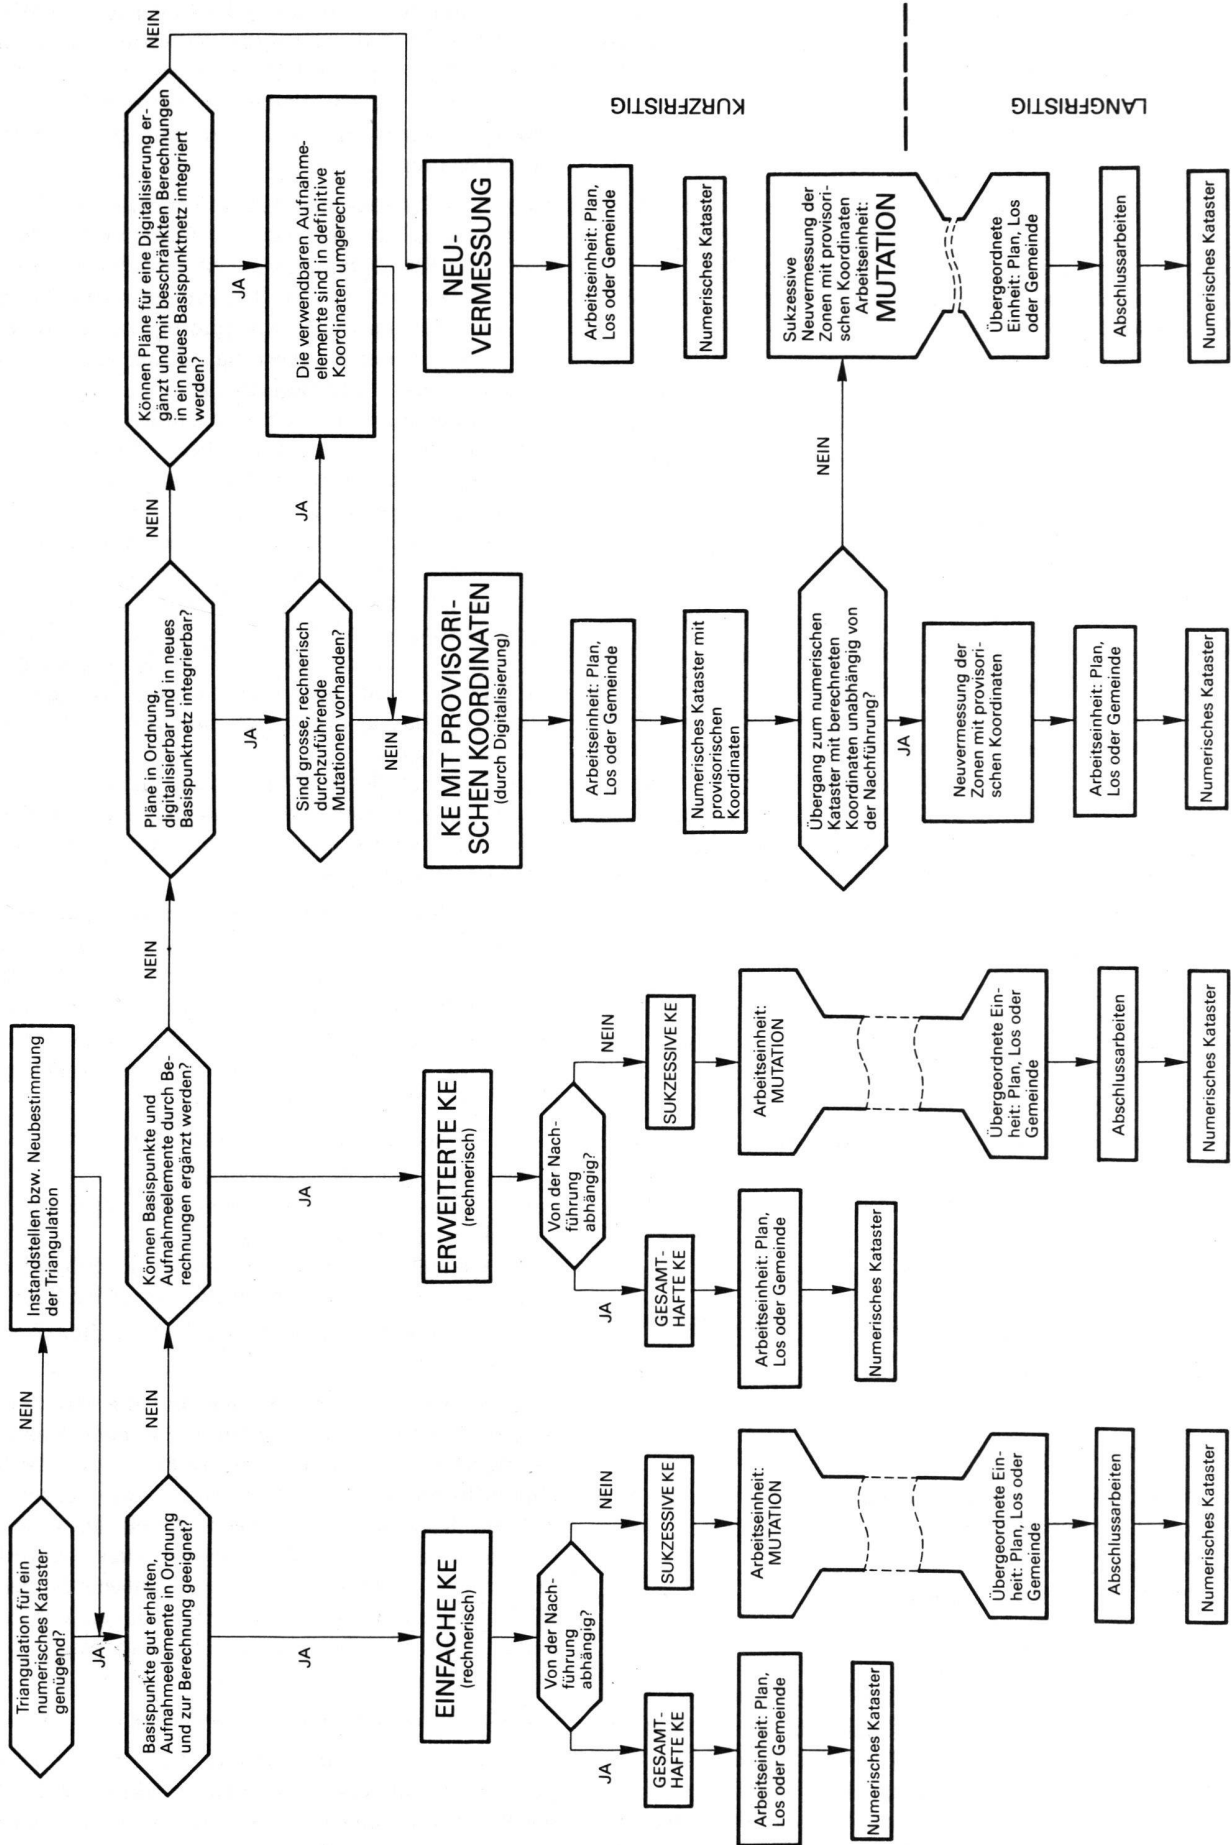 Triangulation für ein
numerisches Kataster
genügend?
NEIN
Instandstellen bzw. Neubestimmung
der Triangulation
JA
Basispunkte gut erhalten,
Aufnahmeelemente in Ordnung
und zur Berechnung geeignet?
NEIN
Können Basispunkte und
Aufnahmeelemente durch Be-
rechnungen ergänzt werden?
NEIN
Pläne in Ordnung,
digitalisierbar und in neues
Basispunktnetz integrierbar?
NEIN
Können Pläne für eine Digitalisierung er-
gänzt und mit beschränkten Berechnungen
in ein neues Basispunktnetz integriert
werden?
NEIN
JA
JA
JA
JA
Sind grosse, rechnerisch
durchzuführende
Mutationen vorhanden?
JA
Die verwendbaren Aufnahme-
elemente sind in definitive
Koordinaten umgerechnet
NEIN
EINFACHE KE
(rechnerisch)
ERWEITERTE KE
(rechnerisch)
KE MIT PROVISORI-
SCHEN KOORDINATEN
(durch Digitalisierung)
NEU-
VERMESSUNG
Von der Nach-
führung
abhängig?
JA
NEIN
GESAMT-
HAFTE KE
Arbeitseinheit: Plan,
Los oder Gemeinde
Numerisches Kataster
SUKZESSIVE KE
Arbeitseinheit:
MUTATION
Übergeordnete Ein-
heit: Plan, Los oder
Gemeinde
Abschlussarbeiten
Numerisches Kataster
Von der Nach-
führung
abhängig?
JA
NEIN
GESAMT-
HAFTE KE
Arbeitseinheit: Plan,
Los oder Gemeinde
Numerisches Kataster
SUKZESSIVE KE
Arbeitseinheit:
MUTATION
Übergeordnete Ein-
heit: Plan, Los oder
Gemeinde
Abschlussarbeiten
Numerisches Kataster
Arbeitseinheit: Plan,
Los oder Gemeinde
Numerisches Kataster mit
provisorischen
Koordinaten
Übergang zum numerischen
Kataster mit berechneten
Koordinaten unabhängig von
der Nachführung?
JA
NEIN
Neuvermessung der
Zonen mit provisori-
schen Koordinaten
Arbeitseinheit: Plan,
Los oder Gemeinde
Numerisches Kataster
Arbeitseinheit: Plan,
Los oder Gemeinde
Numerisches Kataster
Sukzessive
Neuvermessung der
Zonen mit provisori-
schen Koordinaten
Arbeitseinheit:
MUTATION
Übergeordnete
Einheit: Plan, Los
oder Gemeinde
Abschlussarbeiten
Numerisches Kataster
KURZFRISTIG
LANGFRISTIG